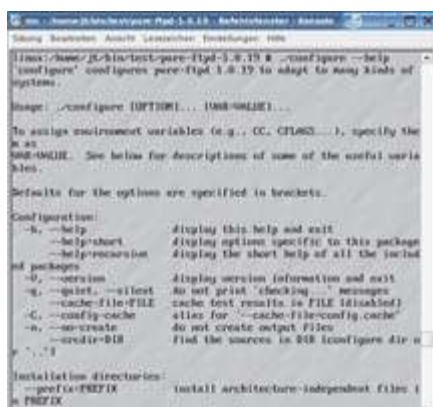 Sitzung Bearbeiten Ansicht Lesezeichen Einstellungen Hilfe
linux:/home/jk/bin/test/pure-ftpd-1.0.19 # ./configure --help
`configure' configures pure-ftpd 1.0.19 to adapt to many kinds of
systems.
Usage: ./configure [OPTION]... [VAR=VALUE]...
To assign environment variables (e.g., CC, CFLAGS...), specify the
m as
VAR=VALUE. See below for descriptions of some of the useful varia
bles.
Defaults for the options are specified in brackets.
Configuration:
-h, --help display this help and exit
--help=short display options specific to this package
--help=recursive display the short help of all the includ
ed packages
-V, --version display version information and exit
-q, --quiet, --silent do not print `checking...' messages
--cache-file=FILE cache test results in FILE [disabled]
-C, --config-cache alias for `--cache-file=config.cache'
-n, --no-create do not create output files
--srcdir=DIR find the sources in DIR [configure dir o
r `..']
Installation directories:
--prefix=PREFIX install architecture-independent files i
n PREFIX